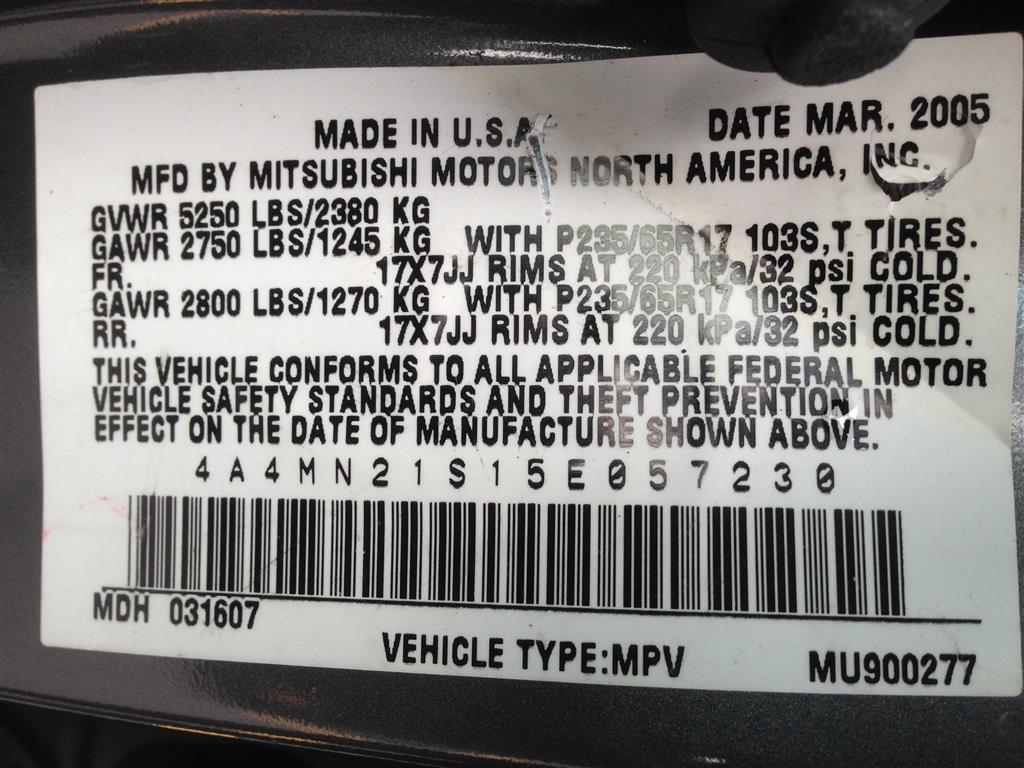 MADE IN U.S.A. DATE MAR. 2005
MFD BY MITSUBISHI MOTORS NORTH AMERICA, INC.
GVWR 5250 LBS/2380 KG
GAWR 2750 LBS/1245 KG WITH P235/65R17 103S,T TIRES.
FR. 17X7JJ RIMS AT 220 kPa/32 psi COLD.
GAWR 2800 LBS/1270 KG WITH P235/65R17 103S,T TIRES.
RR. 17X7JJ RIMS AT 220 kPa/32 psi COLD.
THIS VEHICLE CONFORMS TO ALL APPLICABLE FEDERAL MOTOR
VEHICLE SAFETY STANDARDS AND THEFT PREVENTION IN
EFFECT ON THE DATE OF MANUFACTURE SHOWN ABOVE.
4A4MN21S15E057230
MDH 031607
VEHICLE TYPE:MPV MU900277